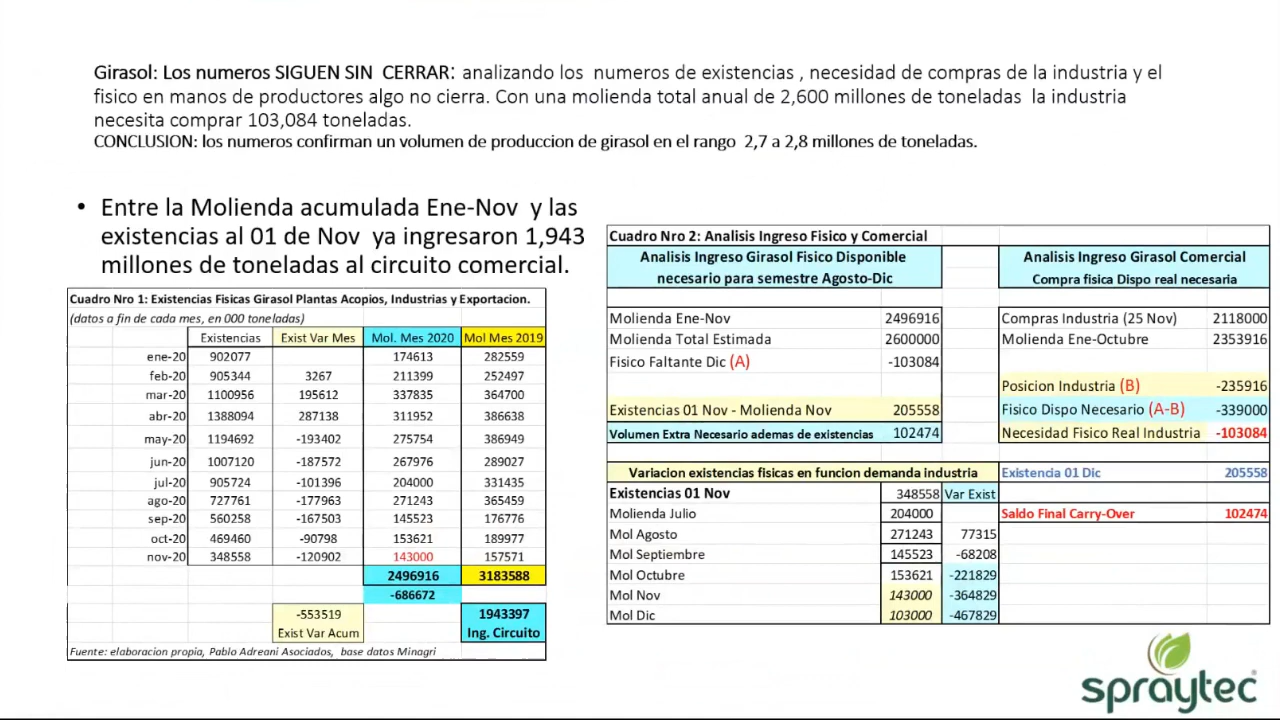 Girasol: Los numeros SIGUEN SIN CERRAR: analizando los numeros de existencias , necesidad de compras de la industria y el
fisico en manos de productores algo no cierra. Con una molienda total anual de 2,600 millones de toneladas la industria
necesita comprar 103,084 toneladas.
CONCLUSION: los numeros confirman un volumen de produccion de girasol en el rango 2,7 a 2,8 millones de toneladas.
• Entre la Molienda acumulada Ene-Nov y las
existencias al 01 de Nov ya ingresaron 1,943
millones de toneladas al circuito comercial.
Cuadro Nro 1: Existencias Fisicas Girasol Plantas Acopios, Industrias y Exportacion.
(datos a fin de cada mes, en 000 toneladas)
Existencias Exist Var Mes Mol. Mes 2020 Mol Mes 2019
ene-20 902077 174613 282559
feb-20 905344 3267 211399 252497
mar-20 1100956 195612 337835 364700
abr-20 1388094 287138 311952 386638
may-20 1194692 -193402 275754 386949
jun-20 1007120 -187572 267976 289027
jul-20 905724 -101396 204000 331435
ago-20 727761 -177963 271243 365459
sep-20 560258 -167503 145523 176776
oct-20 469460 -90798 153621 189977
nov-20 348558 -120902 143000 157571
2496916 3183588
-686672
-553519 1943397
Exist Var Acum Ing. Circuito
Fuente: elaboracion propia, Pablo Adreani Asociados, base datos Minagri
Cuadro Nro 2: Analisis Ingreso Fisico y Comercial
Analisis Ingreso Girasol Fisico Disponible
necesario para semestre Agosto-Dic
Molienda Ene-Nov 2496916
Molienda Total Estimada 2600000
Fisico Faltante Dic (A) -103084
Existencias 01 Nov - Molienda Nov 205558
Volumen Extra Necesario ademas de existencias 102474
Analisis Ingreso Girasol Comercial
Compra fisica Dispo real necesaria
Compras Industria (25 Nov) 2118000
Molienda Ene-Octubre 2353916
Posicion Industria (B) -235916
Fisico Dispo Necesario (A-B) -339000
Necesidad Fisico Real Industria -103084
Variacion existencias fisicas en funcion demanda industria
Existencias 01 Nov 348558 Var Exist
Molienda Julio 204000
Mol Agosto 271243 77315
Mol Septiembre 145523 -68208
Mol Octubre 153621 -221829
Mol Nov 143000 -364829
Mol Dic 103000 -467829
Existencia 01 Dic 205558
Saldo Final Carry-Over 102474
spraytec